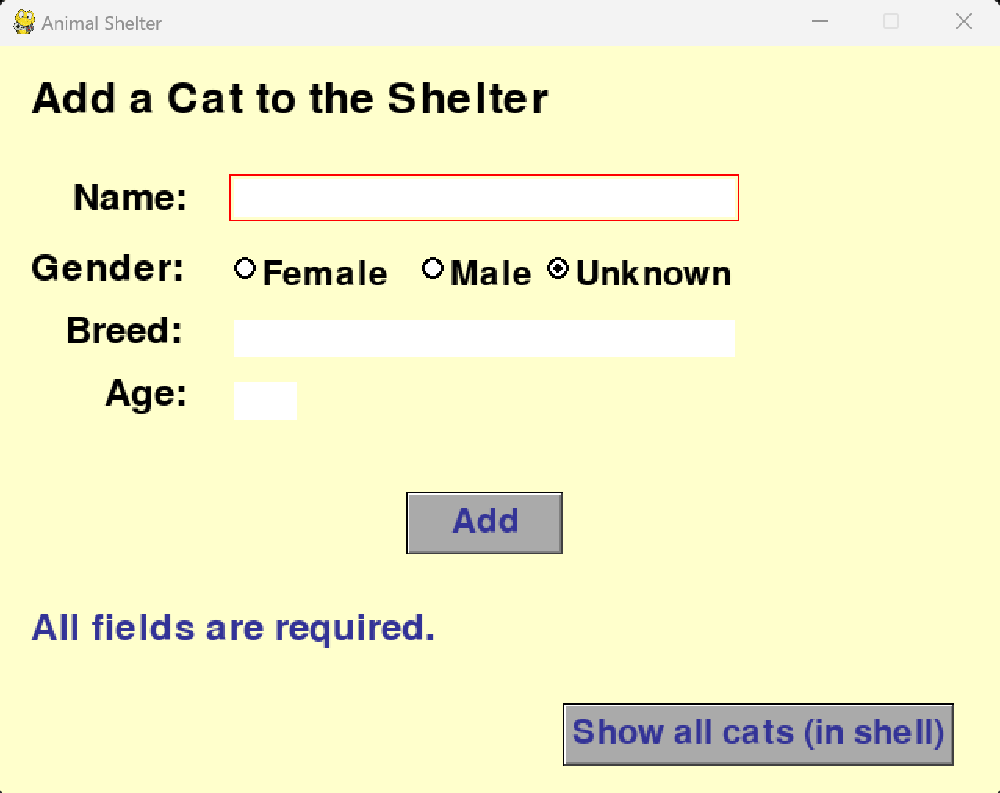 Animal Shelter
Add a Cat to the Shelter
Name:
Gender: Female Male Unknown
Breed:
Age:
Add
All fields are required.
Show all cats (in shell)